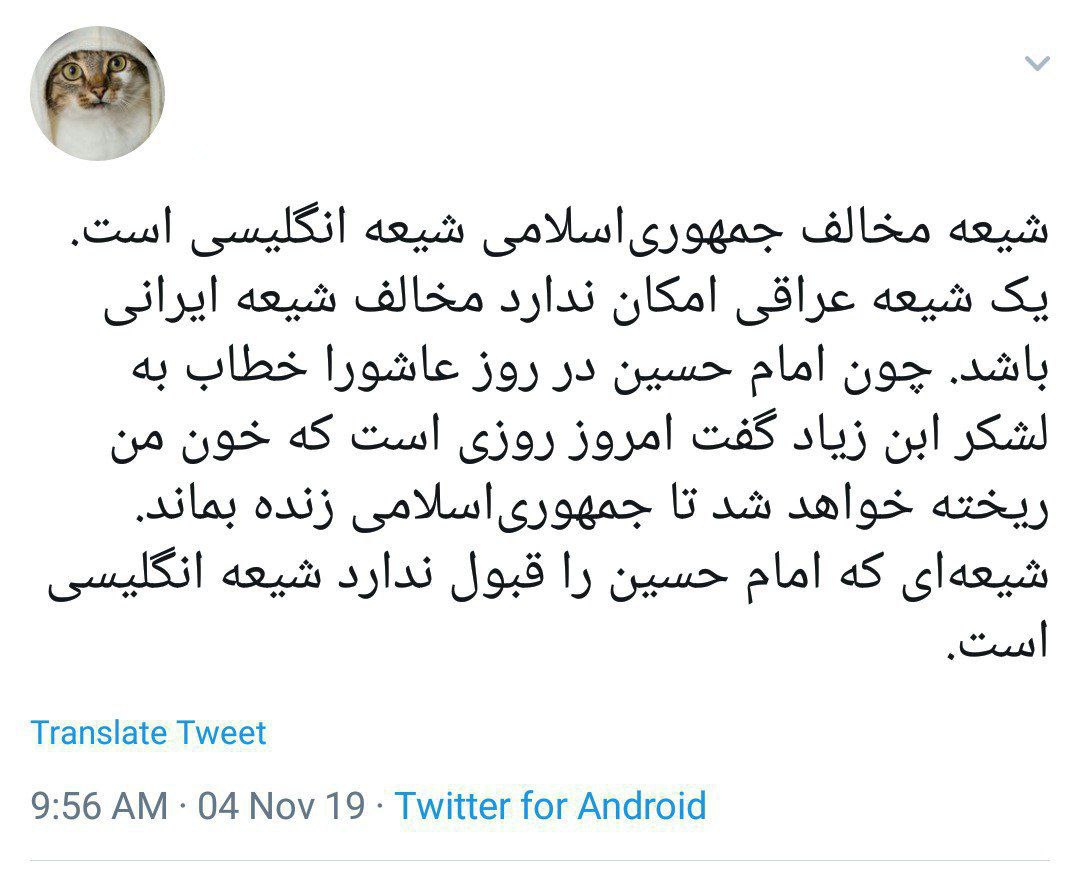 شیعه مخالف جمهوری‌اسلامی شیعه انگلیسی است.
یک شیعه عراقی امکان ندارد مخالف شیعه ایرانی
باشد. چون امام حسین در روز عاشورا خطاب به
لشکر ابن زیاد گفت امروز روزی است که خون من
ریخته خواهد شد تا جمهوری‌اسلامی زنده بماند.
شیعه‌ای که امام حسین را قبول ندارد شیعه انگلیسی
است.
Translate Tweet
9:56 AM · 04 Nov 19 · Twitter for Android